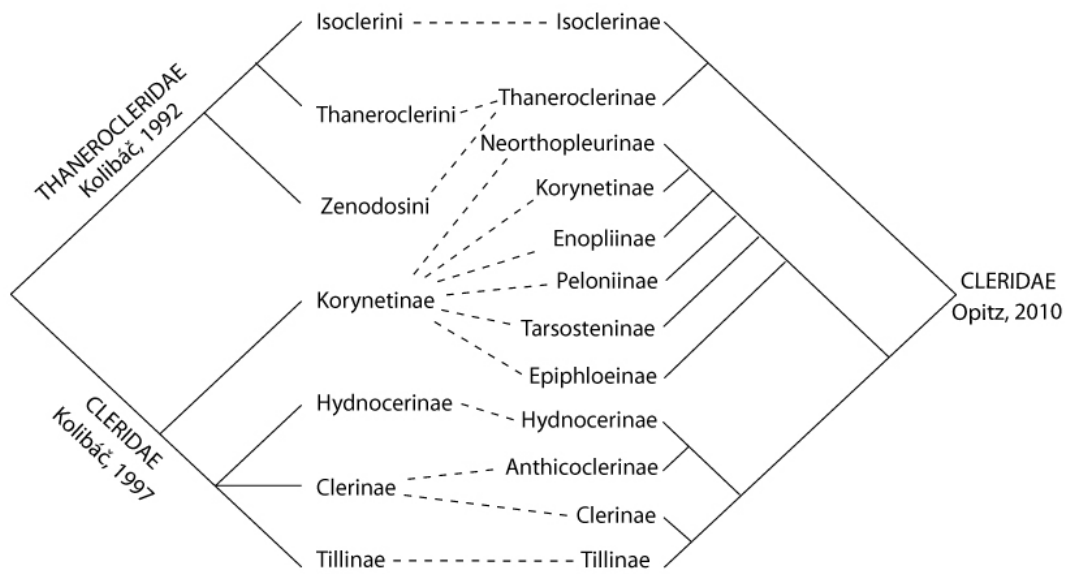 Isoclerini
Isoclerinae
THANEROCLERIDAE
Kolibáč, 1992
Thaneroclerini
Thaneroclerinae
Neorthopleurinae
Korynetinae
Zenodosini
Enopliinae
Peloniinae
Korynetinae
Tarsosteninae
Epiphloeinae
CLERIDAE
Opitz, 2010
CLERIDAE
Kolibáč, 1997
Hydnocerinae
Hydnocerinae
Anthicoclerinae
Clerinae
Clerinae
Tillinae
Tillinae